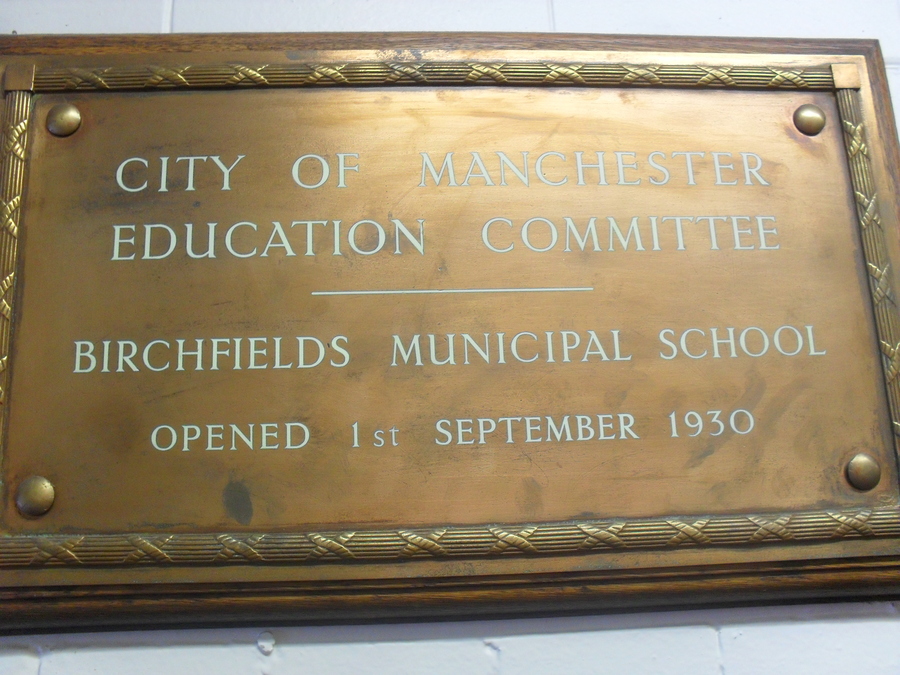 CITY OF MANCHESTER
EDUCATION COMMITTEE
BIRCHFIELDS MUNICIPAL SCHOOL
OPENED 1st SEPTEMBER 1930